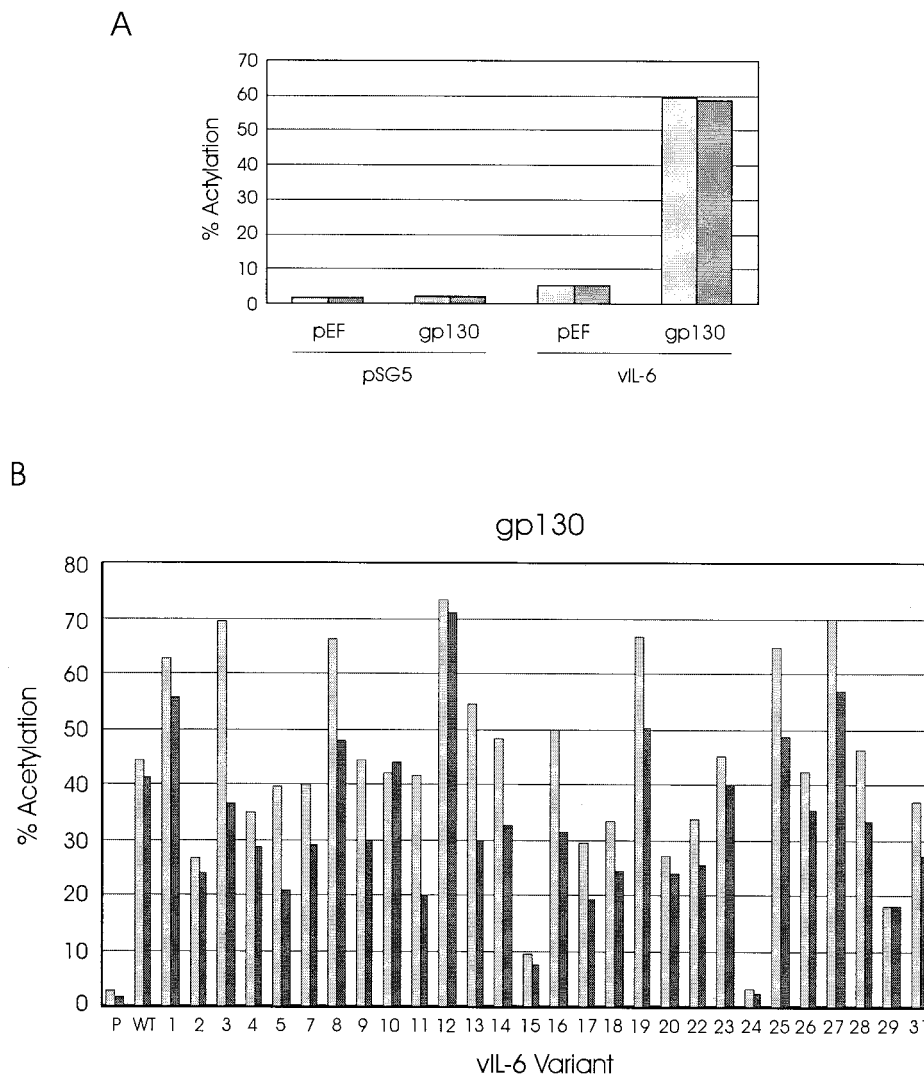 A
70
60
50
40
30
20
10
0
% Actylation
pEF gp130 pEF gp130
pSG5 vIL-6
B
gp130
80
70
60
50
40
30
20
10
0
% Acetylation
P WT 1 2 3 4 5 7 8 9 10 11 12 13 14 15 16 17 18 19 20 22 23 24 25 26 27 28 29 31
vIL-6 Variant